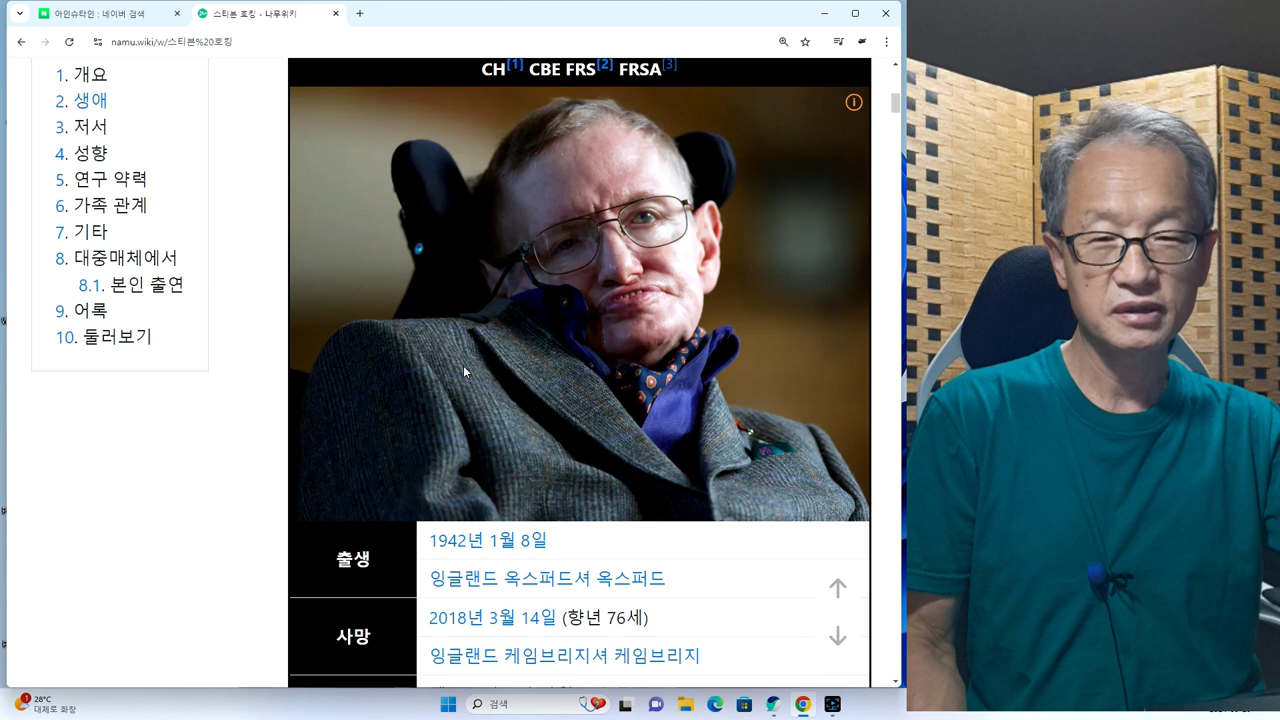 아인슈타인 : 네이버 검색
스티븐 호킹 - 나무위키
namu.wiki/w/스티븐%20호킹
1. 개요
2. 생애
3. 저서
4. 성향
5. 연구 약력
6. 가족 관계
7. 기타
8. 대중매체에서
8.1. 본인 출연
9. 어록
10. 둘러보기
CH[1] CBE FRS[2] FRSA[3]
출생
1942년 1월 8일
잉글랜드 옥스퍼드셔 옥스퍼드
사망
2018년 3월 14일 (향년 76세)
잉글랜드 케임브리지셔 케임브리지
1
28°C
대체로 화창
검색